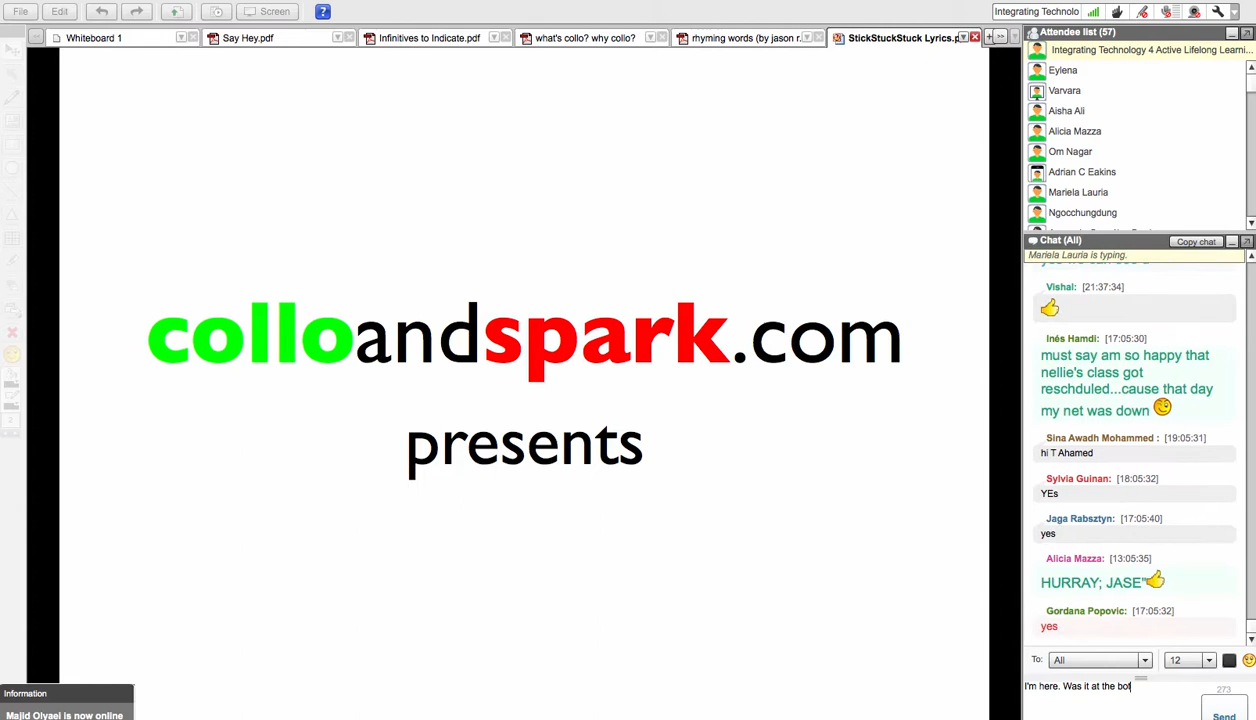 File Edit Screen ? Integrating Technolo
Whiteboard 1 Say Hey.pdf Infinitives to Indicate.pdf what's collo? why collo? rhyming words (by jason r. StickStuckStuck Lyrics.p
Attendee list (57)
Integrating Technology 4 Active Lifelong Learni...
Eylena
Varvara
Aisha Ali
Alicia Mazza
Om Nagar
Adrian C Eakins
Mariela Lauria
Ngocchungdung
Chat (All) Copy chat
Mariela Lauria is typing.
Vishal: [21:37:34]
Inés Hamdi: [17:05:30]
must say am so happy that
nellie's class got
reschduled...cause that day
my net was down
Sina Awadh Mohammed : [19:05:31]
hi T Ahamed
Sylvia Guinan: [18:05:32]
YEs
Jaga Rabsztyn: [17:05:40]
yes
Alicia Mazza: [13:05:35]
HURRAY; JASE"
Gordana Popovic: [17:05:32]
yes
To: All 12
I'm here. Was it at the bot
273
Send
colloandspark.com
presents
Information
Majid Olyaei is now online